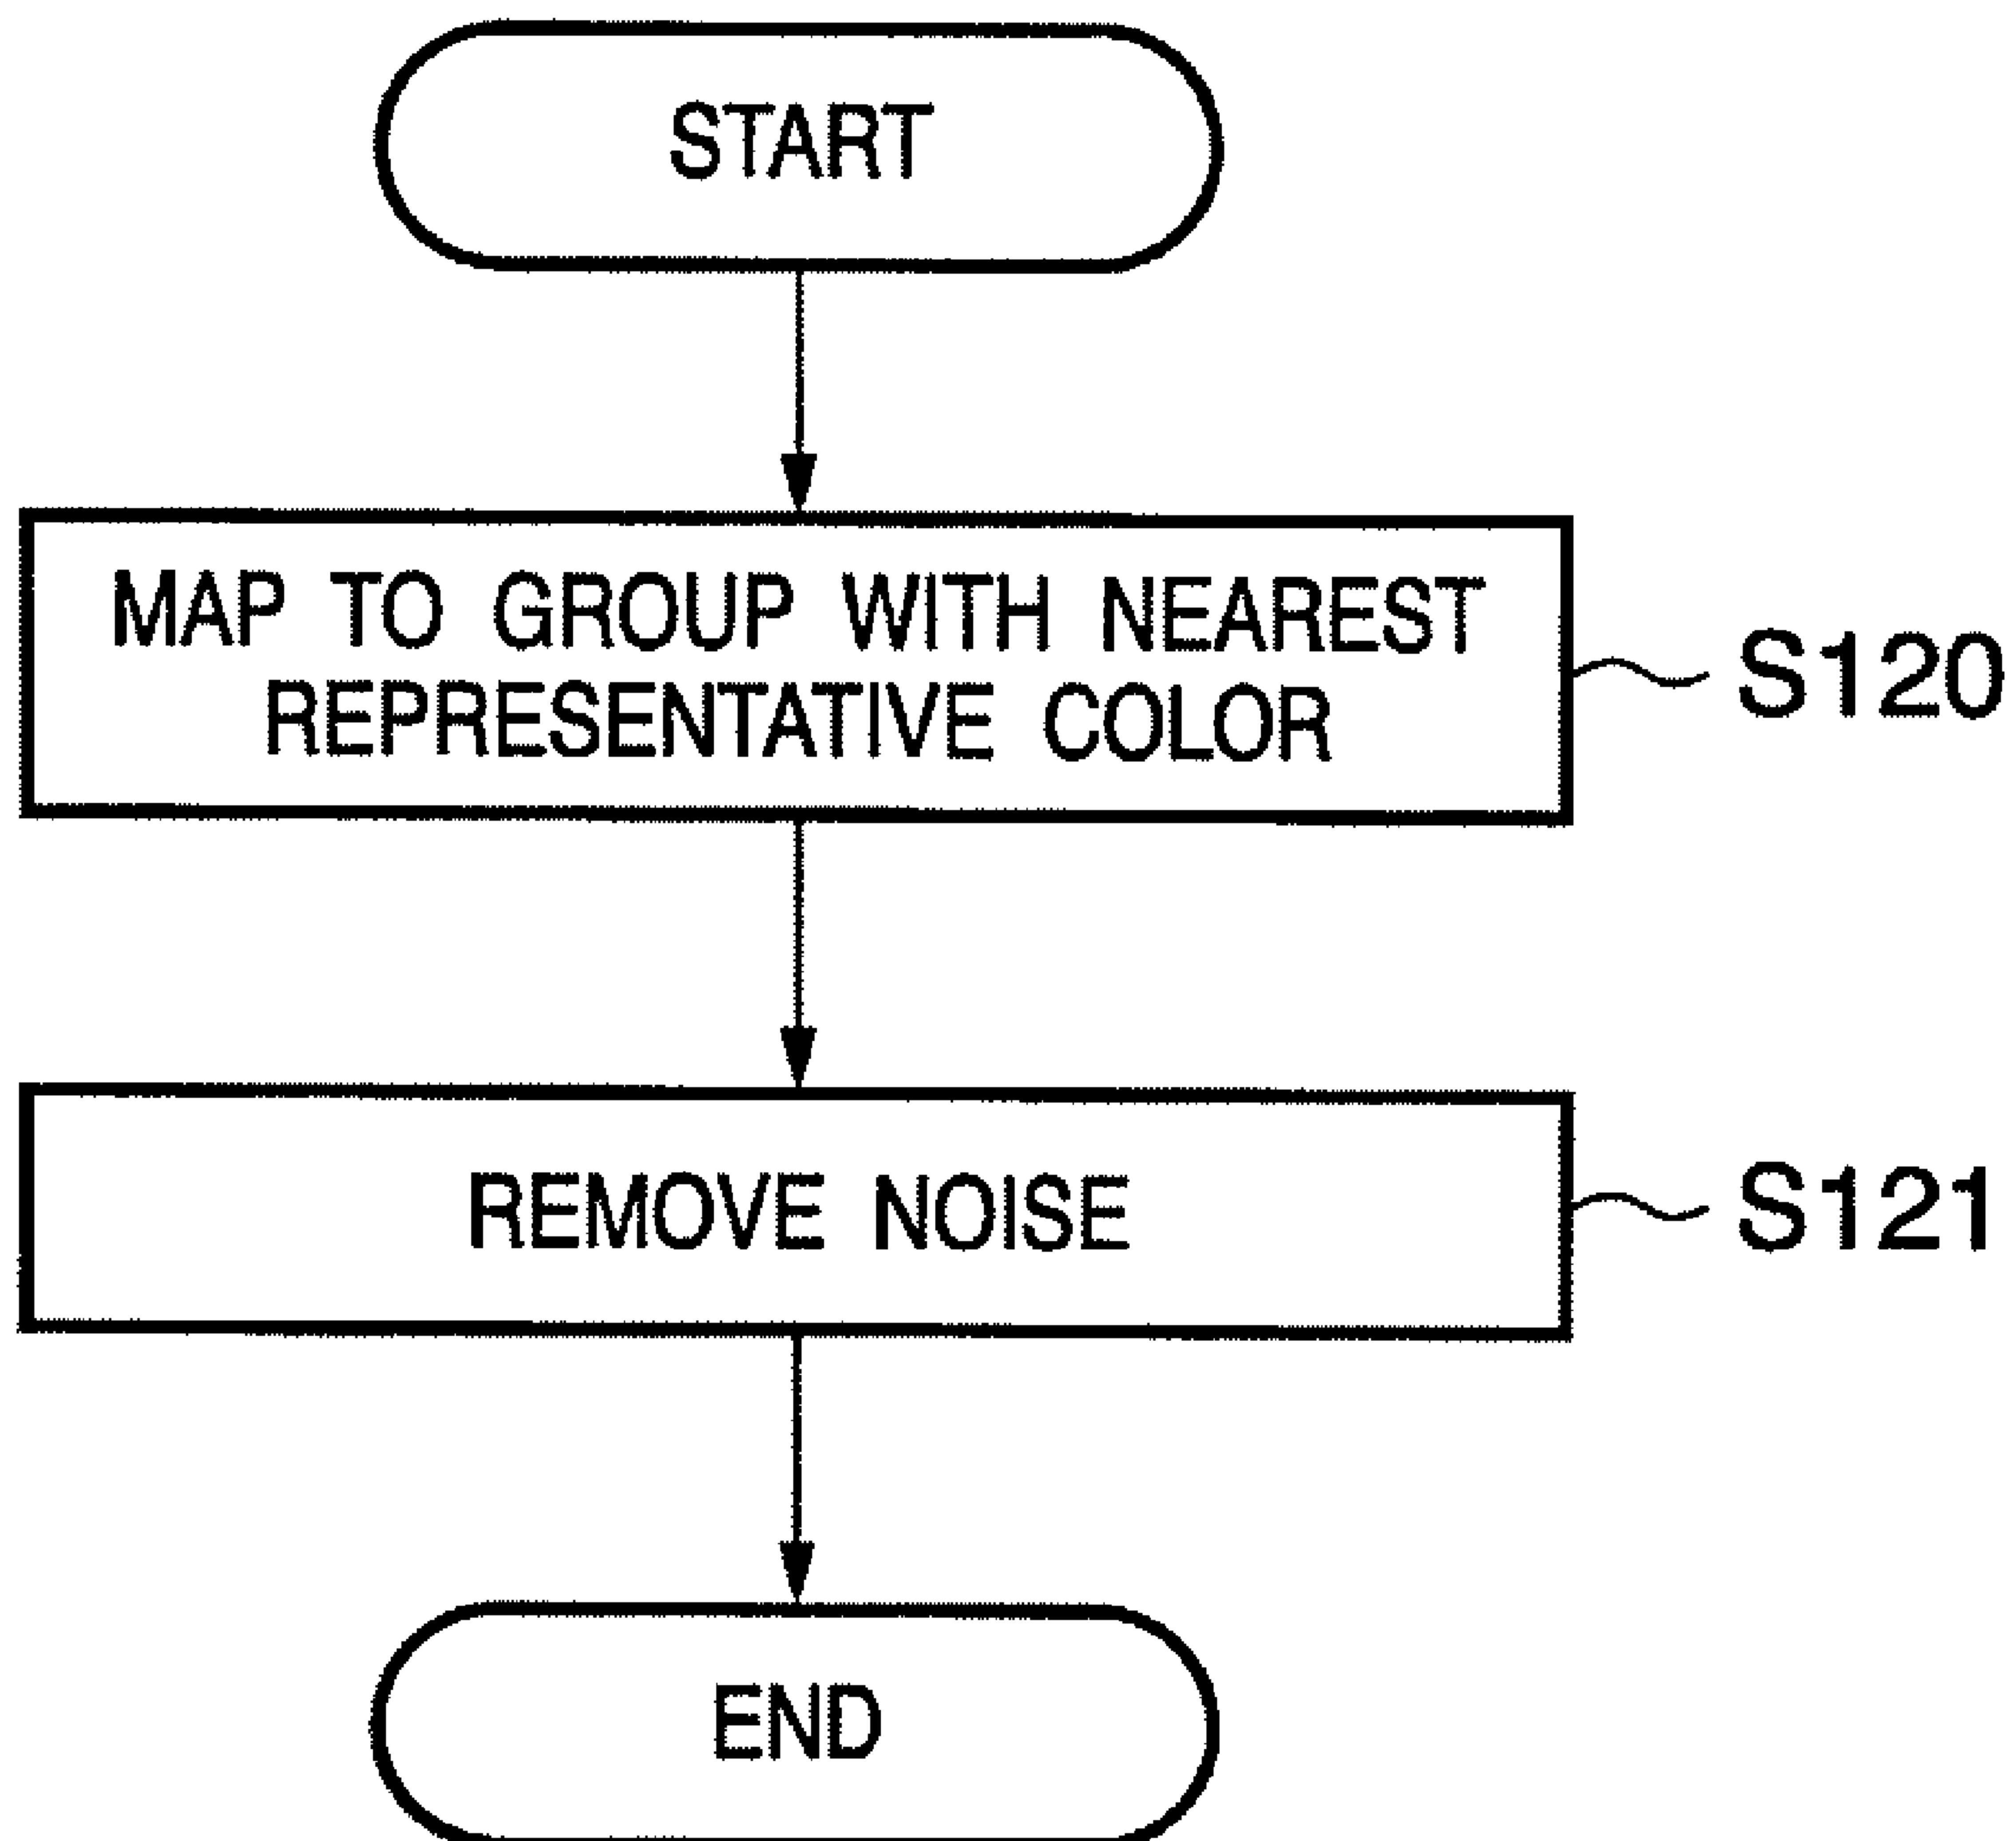 START
MAP TO GROUP WITH NEAREST
REPRESENTATIVE COLOR
S120
REMOVE NOISE
S121
END